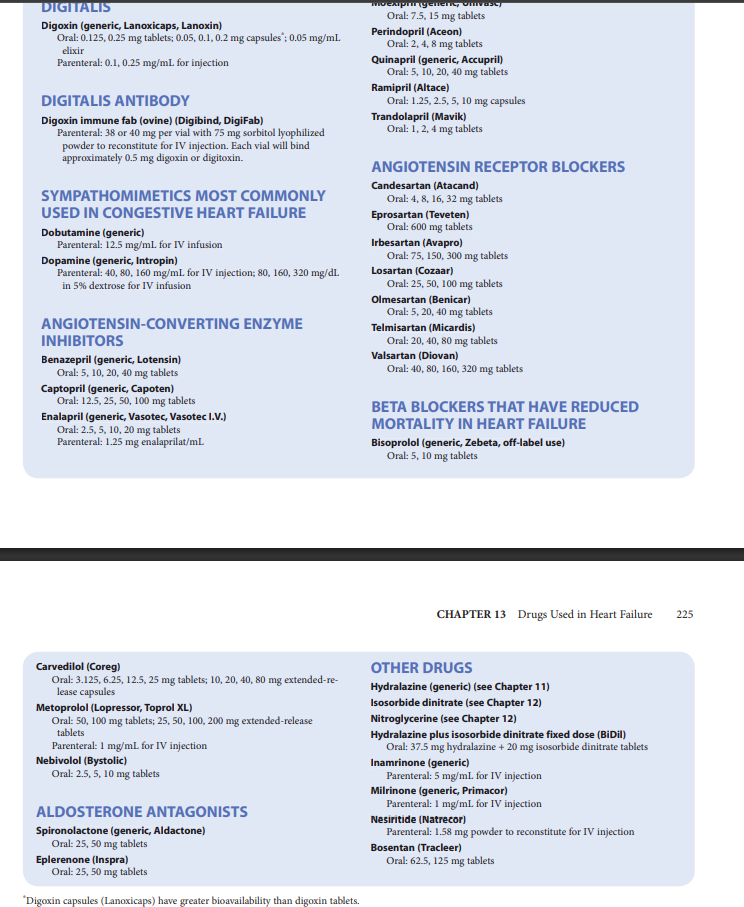 DIGITALIS
Digoxin (generic, Lanoxicaps, Lanoxin)
Oral: 0.125, 0.25 mg tablets; 0.05, 0.1, 0.2 mg capsules*; 0.05 mg/mL
elixir
Parenteral: 0.1, 0.25 mg/mL for injection
DIGITALIS ANTIBODY
Digoxin immune fab (ovine) (Digibind, DigiFab)
Parenteral: 38 or 40 mg per vial with 75 mg sorbitol lyophilized
powder to reconstitute for IV injection. Each vial will bind
approximately 0.5 mg digoxin or digitoxin.
SYMPATHOMIMETICS MOST COMMONLY
USED IN CONGESTIVE HEART FAILURE
Dobutamine (generic)
Parenteral: 12.5 mg/mL for IV infusion
Dopamine (generic, Intropin)
Parenteral: 40, 80, 160 mg/mL for IV injection; 80, 160, 320 mg/dL
in 5% dextrose for IV infusion
ANGIOTENSIN-CONVERTING ENZYME
INHIBITORS
Benazepril (generic, Lotensin)
Oral: 5, 10, 20, 40 mg tablets
Captopril (generic, Capoten)
Oral: 12.5, 25, 50, 100 mg tablets
Enalapril (generic, Vasotec, Vasotec I.V.)
Oral: 2.5, 5, 10, 20 mg tablets
Parenteral: 1.25 mg enalaprilat/mL
Moexipril (generic, Univasc)
Oral: 7.5, 15 mg tablets
Perindopril (Aceon)
Oral: 2, 4, 8 mg tablets
Quinapril (generic, Accupril)
Oral: 5, 10, 20, 40 mg tablets
Ramipril (Altace)
Oral: 1.25, 2.5, 5, 10 mg capsules
Trandolapril (Mavik)
Oral: 1, 2, 4 mg tablets
ANGIOTENSIN RECEPTOR BLOCKERS
Candesartan (Atacand)
Oral: 4, 8, 16, 32 mg tablets
Eprosartan (Teveten)
Oral: 600 mg tablets
Irbesartan (Avapro)
Oral: 75, 150, 300 mg tablets
Losartan (Cozaar)
Oral: 25, 50, 100 mg tablets
Olmesartan (Benicar)
Oral: 5, 20, 40 mg tablets
Telmisartan (Micardis)
Oral: 20, 40, 80 mg tablets
Valsartan (Diovan)
Oral: 40, 80, 160, 320 mg tablets
BETA BLOCKERS THAT HAVE REDUCED
MORTALITY IN HEART FAILURE
Bisoprolol (generic, Zebeta, off-label use)
Oral: 5, 10 mg tablets
CHAPTER 13 Drugs Used in Heart Failure 225
Carvedilol (Coreg)
Oral: 3.125, 6.25, 12.5, 25 mg tablets; 10, 20, 40, 80 mg extended-re-
lease capsules
Metoprolol (Lopressor, Toprol XL)
Oral: 50, 100 mg tablets; 25, 50, 100, 200 mg extended-release
tablets
Parenteral: 1 mg/mL for IV injection
Nebivolol (Bystolic)
Oral: 2.5, 5, 10 mg tablets
ALDOSTERONE ANTAGONISTS
Spironolactone (generic, Aldactone)
Oral: 25, 50 mg tablets
Eplerenone (Inspra)
Oral: 25, 50 mg tablets
OTHER DRUGS
Hydralazine (generic) (see Chapter 11)
Isosorbide dinitrate (see Chapter 12)
Nitroglycerine (see Chapter 12)
Hydralazine plus isosorbide dinitrate fixed dose (BiDil)
Oral: 37.5 mg hydralazine + 20 mg isosorbide dinitrate tablets
Inamrinone (generic)
Parenteral: 5 mg/mL for IV injection
Milrinone (generic, Primacor)
Parenteral: 1 mg/mL for IV injection
Nesiritide (Natrecor)
Parenteral: 1.58 mg powder to reconstitute for IV injection
Bosentan (Tracleer)
Oral: 62.5, 125 mg tablets
*Digoxin capsules (Lanoxicaps) have greater bioavailability than digoxin tablets.